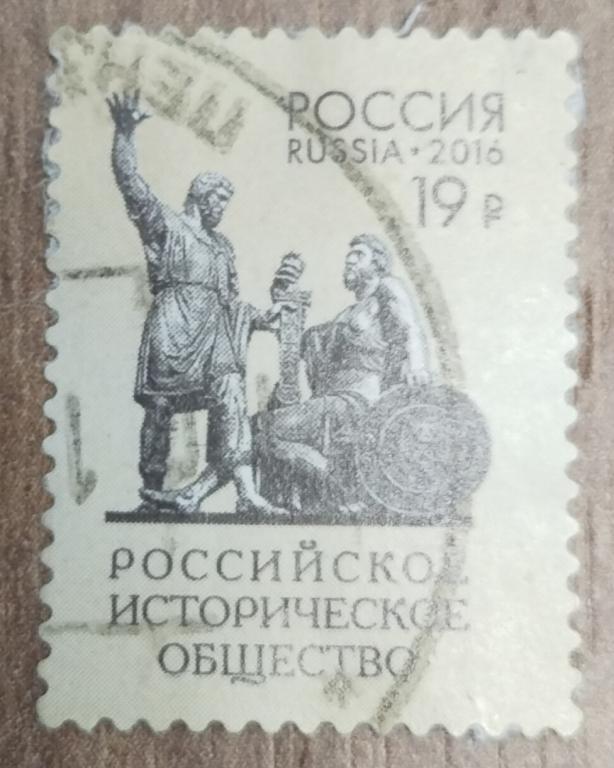 РОССИЯ
RUSSIA • 2016
19 ₽
РОССИЙСКОЕ
ИСТОРИЧЕСКОЕ
ОБЩЕСТВО